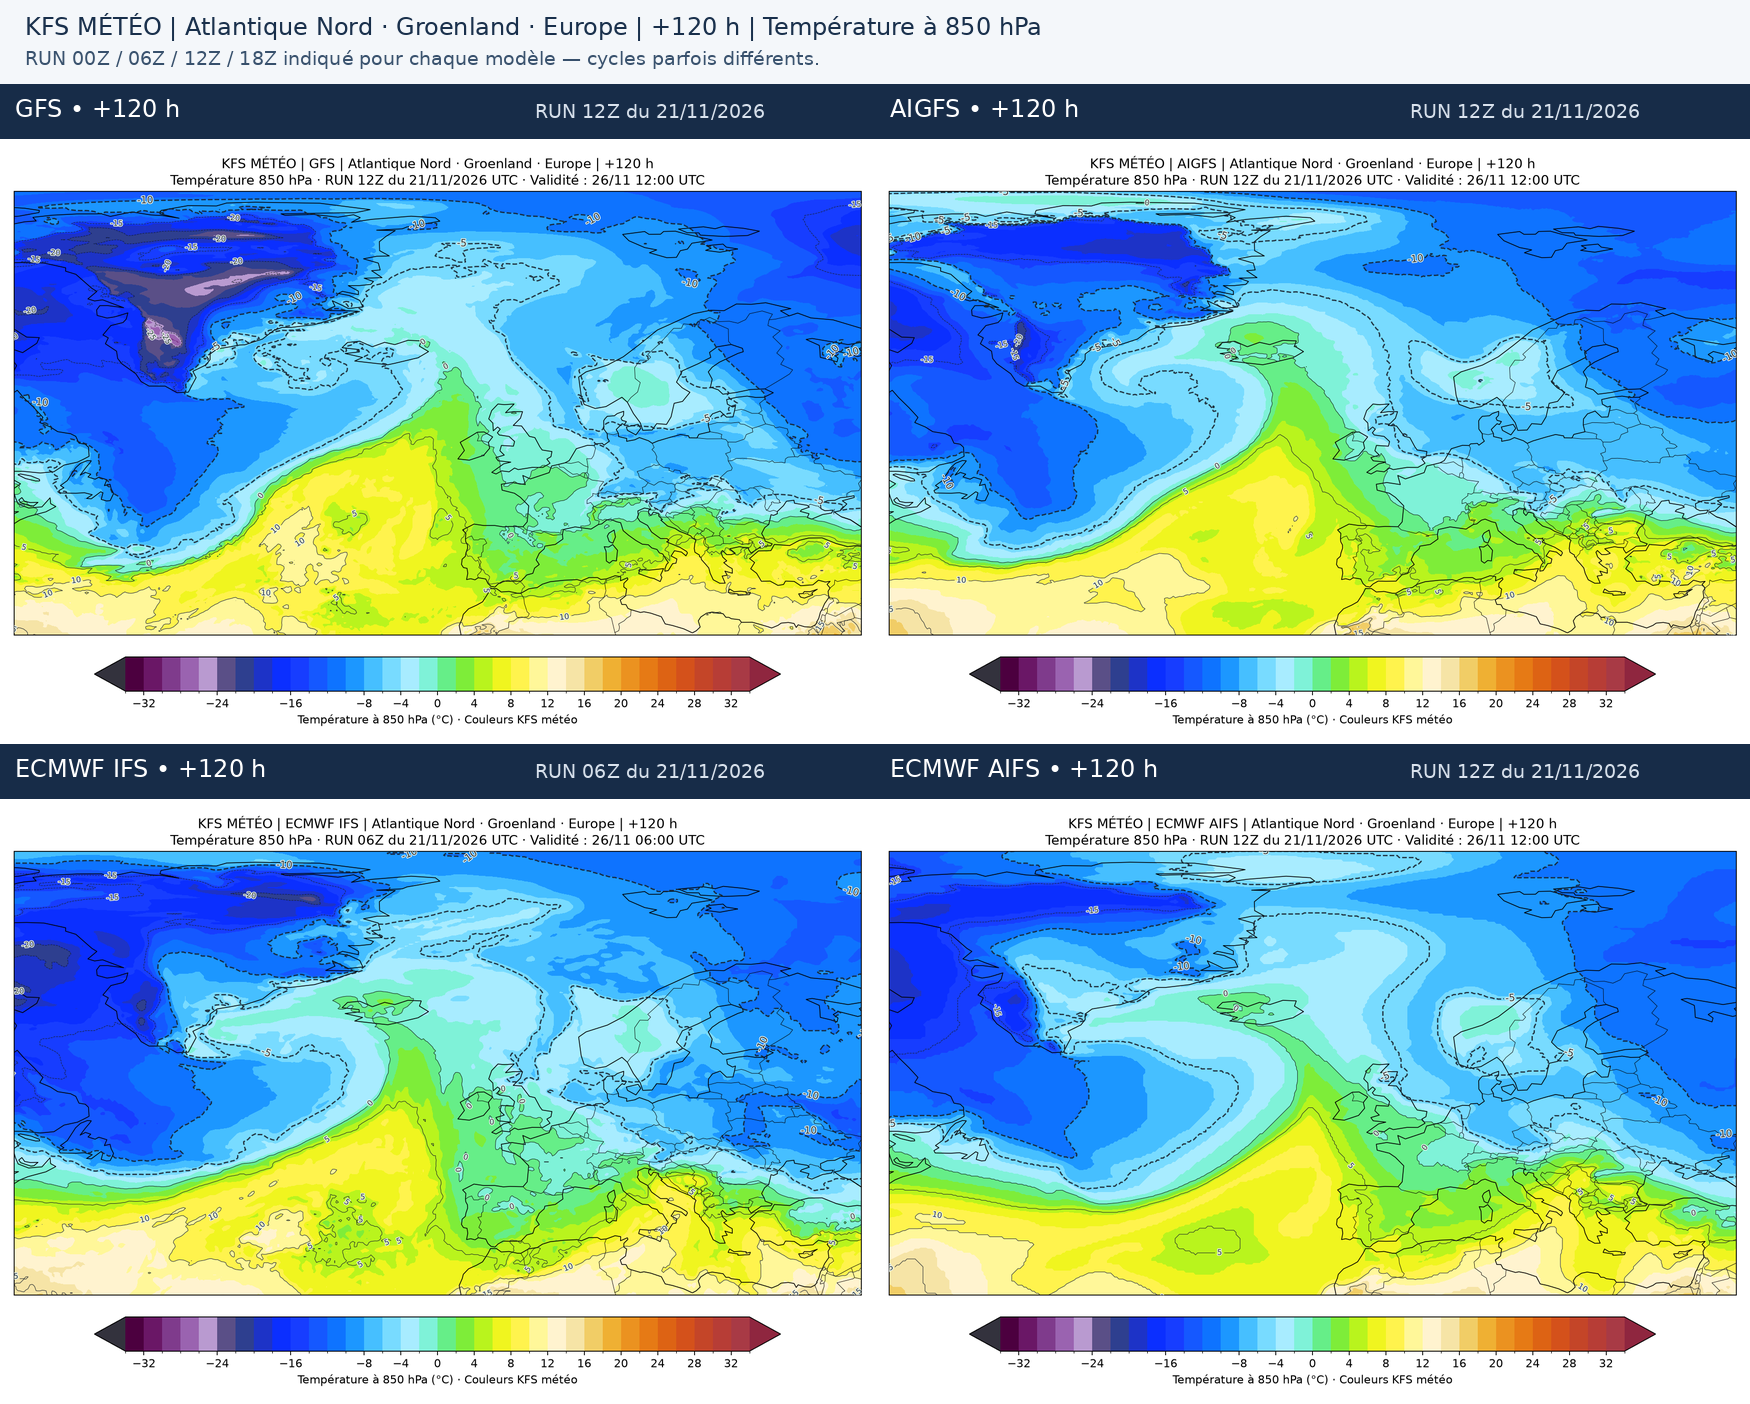 KFS MÉTÉO | Atlantique Nord · Groenland · Europe | +120 h | Température à 850 hPa
RUN 00Z / 06Z / 12Z / 18Z indiqué pour chaque modèle — cycles parfois différents.
GFS • +120 h
RUN 12Z du 21/11/2026
AIGFS • +120 h
RUN 12Z du 21/11/2026
KFS MÉTÉO | GFS | Atlantique Nord · Groenland · Europe | +120 h
Température 850 hPa · RUN 12Z du 21/11/2026 UTC · Validité : 26/11 12:00 UTC
KFS MÉTÉO | AIGFS | Atlantique Nord · Groenland · Europe | +120 h
Température 850 hPa · RUN 12Z du 21/11/2026 UTC · Validité : 26/11 12:00 UTC
−32 −24 −16 −8 −4 0 4 8 12 16 20 24 28 32
Température à 850 hPa (°C) · Couleurs KFS météo
−32 −24 −16 −8 −4 0 4 8 12 16 20 24 28 32
Température à 850 hPa (°C) · Couleurs KFS météo
ECMWF IFS • +120 h
RUN 06Z du 21/11/2026
ECMWF AIFS • +120 h
RUN 12Z du 21/11/2026
KFS MÉTÉO | ECMWF IFS | Atlantique Nord · Groenland · Europe | +120 h
Température 850 hPa · RUN 06Z du 21/11/2026 UTC · Validité : 26/11 06:00 UTC
KFS MÉTÉO | ECMWF AIFS | Atlantique Nord · Groenland · Europe | +120 h
Température 850 hPa · RUN 12Z du 21/11/2026 UTC · Validité : 26/11 12:00 UTC
−32 −24 −16 −8 −4 0 4 8 12 16 20 24 28 32
Température à 850 hPa (°C) · Couleurs KFS météo
−32 −24 −16 −8 −4 0 4 8 12 16 20 24 28 32
Température à 850 hPa (°C) · Couleurs KFS météo